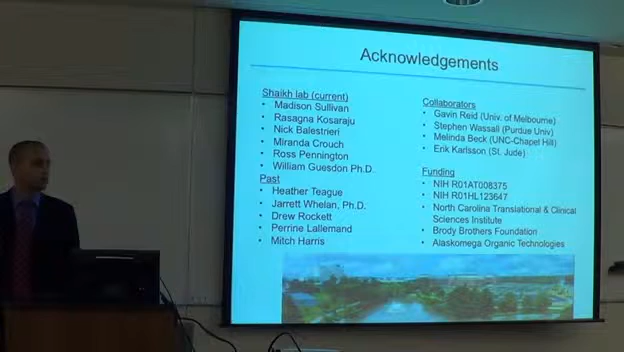 Acknowledgements
Shaikh lab (current)
• Madison Sullivan
• Rasagna Kosaraju
• Nick Balestrieri
• Miranda Crouch
• Ross Pennington
• William Guesdon Ph.D.
Past
• Heather Teague
• Jarrett Whelan, Ph.D.
• Drew Rockett
• Perrine Lallemand
• Mitch Harris
Collaborators
• Gavin Reid (Univ. of Melbourne)
• Stephen Wassall (Purdue Univ)
• Melinda Beck (UNC-Chapel Hill)
• Erik Karlsson (St. Jude)
Funding
• NIH R01AT008375
• NIH R01HL123647
• North Carolina Translational & Clinical
Sciences Institute
• Brody Brothers Foundation
• Alaskomega Organic Technologies